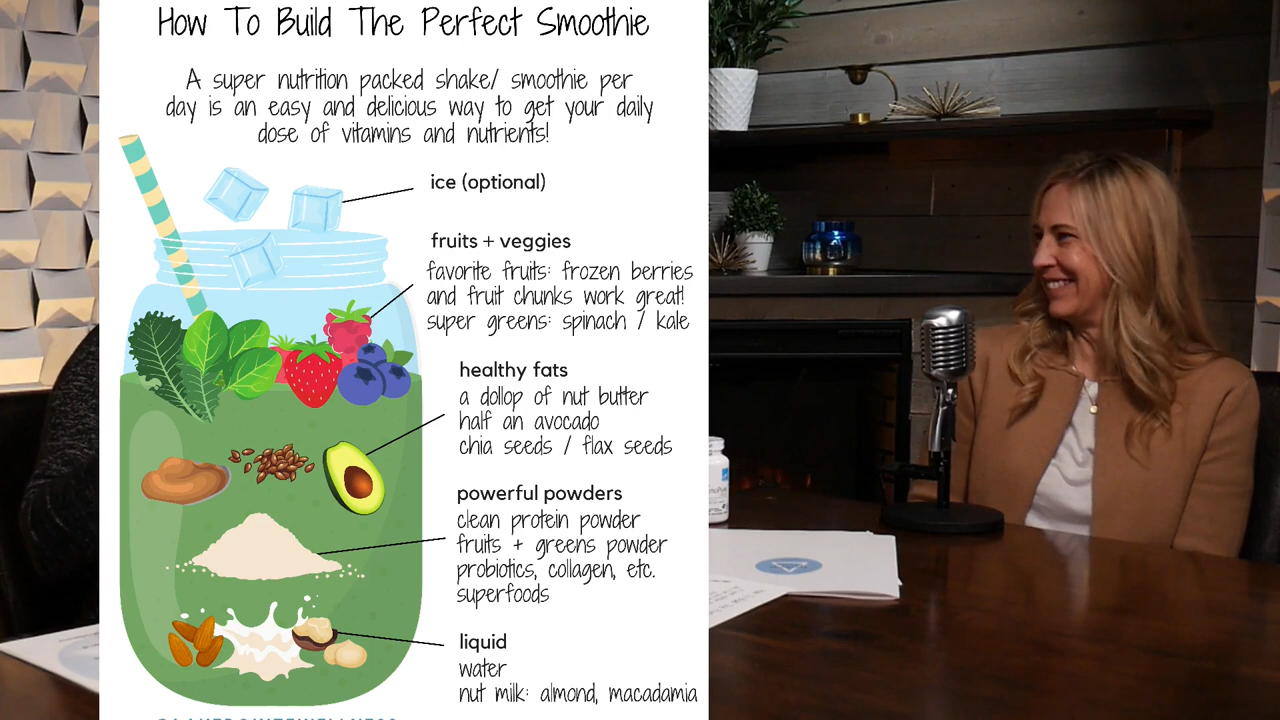 How To Build The Perfect Smoothie
A super nutrition packed shake/ smoothie per
day is an easy and delicious way to get your daily
dose of vitamins and nutrients!
ice (optional)
fruits + veggies
favorite fruits: frozen berries
and fruit chunks work great!
super greens: spinach / kale
healthy fats
a dollop of nut butter
half an avocado
chia seeds / flax seeds
powerful powders
clean protein powder
fruits + greens powder
probiotics, collagen, etc.
superfoods
liquid
water
nut milk: almond, macadamia